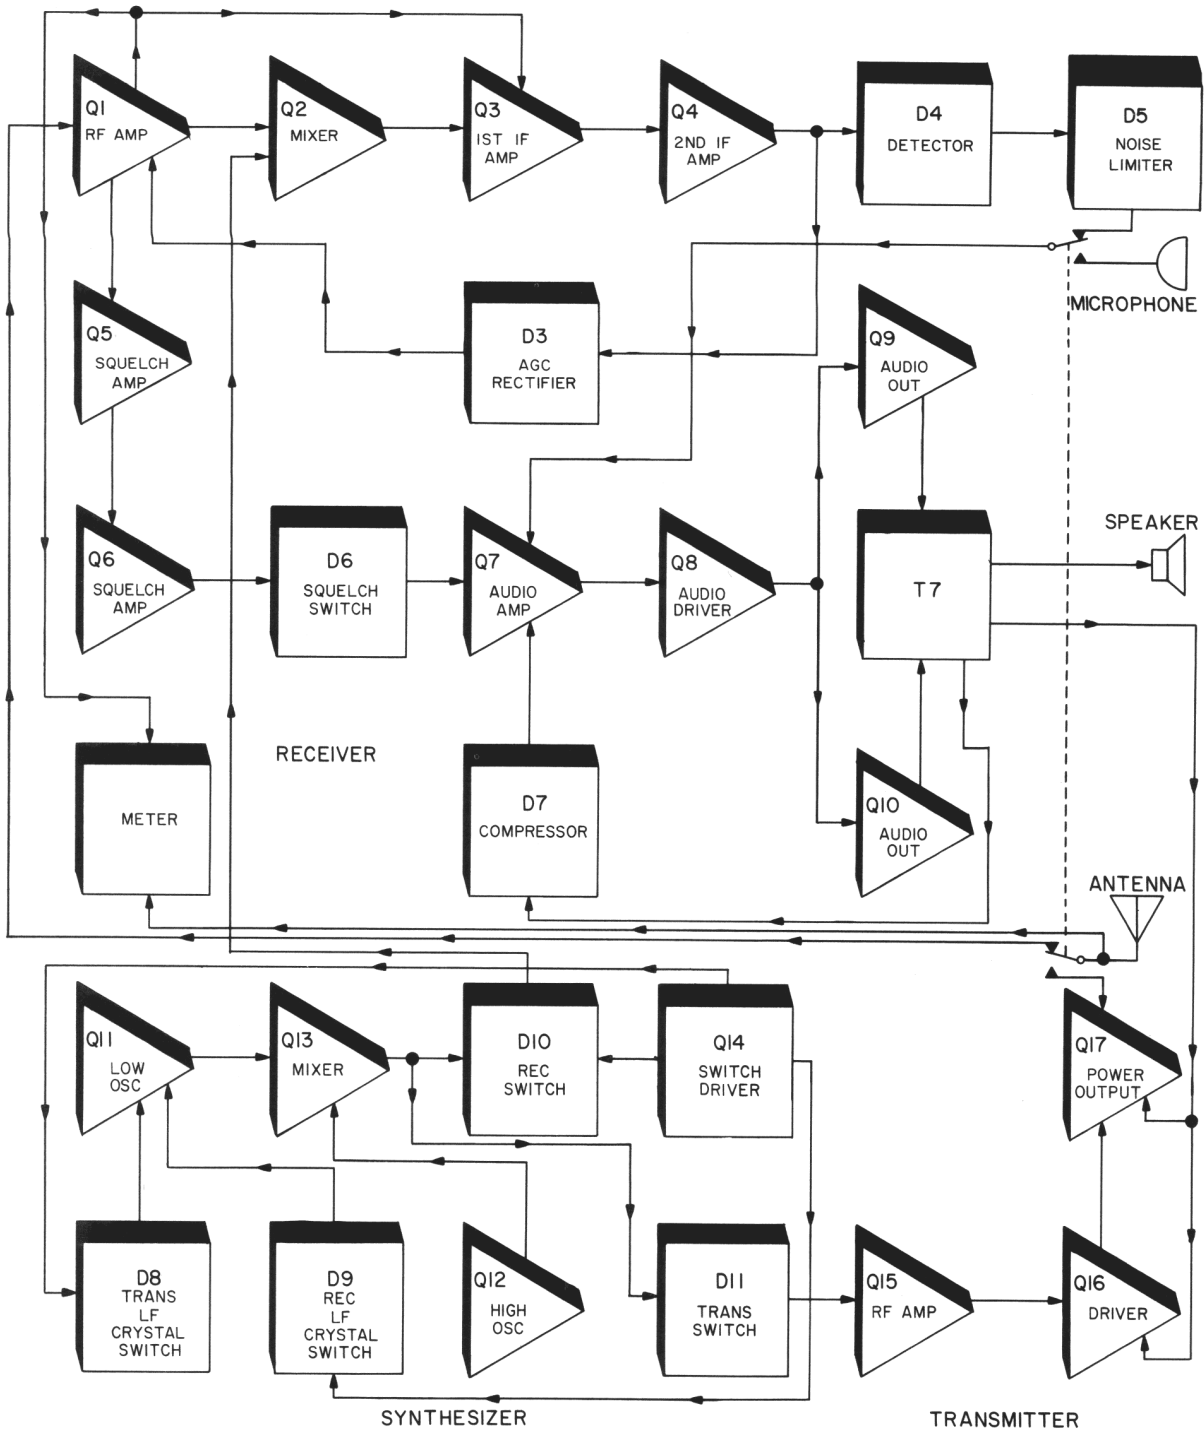 Q1
RF AMP
Q2
MIXER
Q3
1ST IF
AMP
Q4
2ND IF
AMP
D4
DETECTOR
D5
NOISE
LIMITER
MICROPHONE
Q5
SQUELCH
AMP
D3
AGC
RECTIFIER
Q9
AUDIO
OUT
Q6
SQUELCH
AMP
D6
SQUELCH
SWITCH
Q7
AUDIO
AMP
Q8
AUDIO
DRIVER
T7
SPEAKER
RECEIVER
METER
D7
COMPRESSOR
Q10
AUDIO
OUT
ANTENNA
Q11
LOW
OSC
Q13
MIXER
D10
REC
SWITCH
Q14
SWITCH
DRIVER
Q17
POWER
OUTPUT
D8
TRANS
LF
CRYSTAL
SWITCH
D9
REC
LF
CRYSTAL
SWITCH
Q12
HIGH
OSC
D11
TRANS
SWITCH
Q15
RF AMP
Q16
DRIVER
SYNTHESIZER
TRANSMITTER